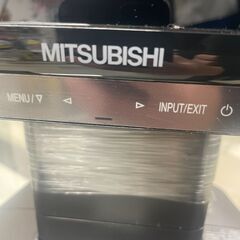 MITSUBISHI
MENU/▽ ◁ ▷ INPUT/EXIT ⏻